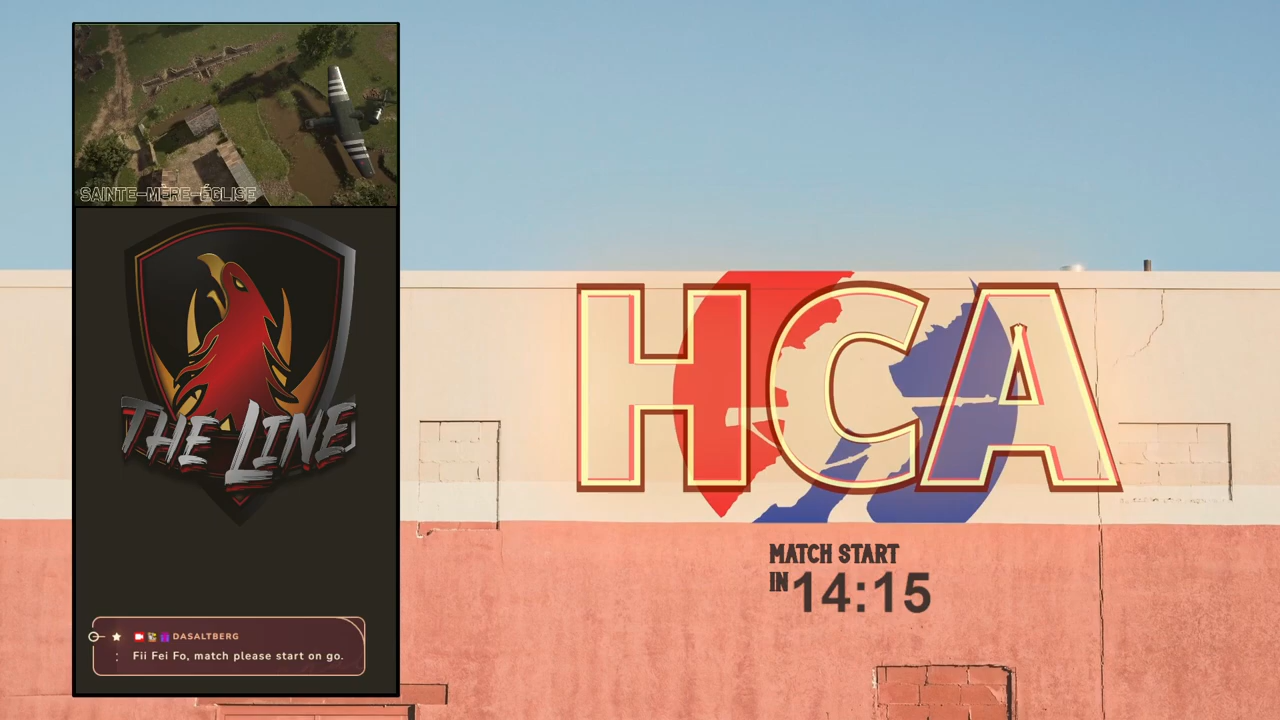 SAINTE-MÈRE-ÉGLISE
THE LINE
DASALTBERG
: Fii Fei Fo, match please start on go.
HCA
MATCH START
IN 14:15